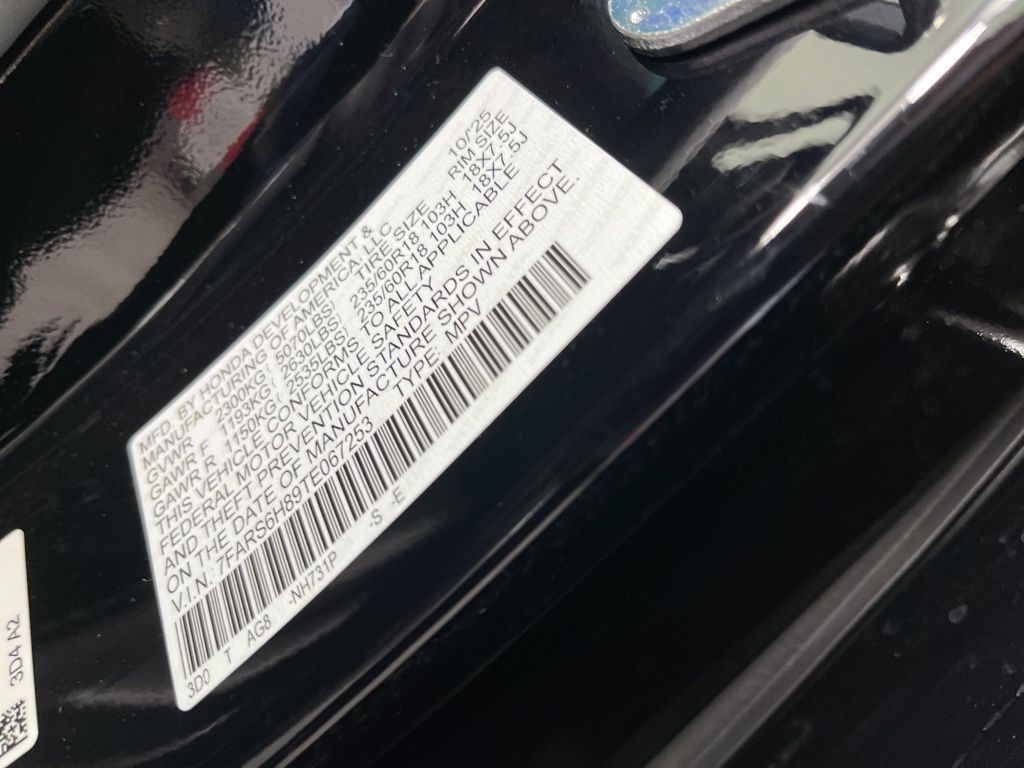 MFD. BY HONDA DEVELOPMENT &
MANUFACTURING OF AMERICA, LLC 10/'25
GVWR 2300KG ( 5070LBS) TIRE SIZE RIM SIZE
GAWR F 1193KG ( 2630LBS) 235/60R18 103H 18X7.5J
GAWR R 1150KG ( 2535LBS) 235/60R18 103H 18X7.5J
THIS VEHICLE CONFORMS TO ALL APPLICABLE
FEDERAL MOTOR VEHICLE SAFETY
AND THEFT PREVENTION STANDARDS IN EFFECT
ON THE DATE OF MANUFACTURE SHOWN ABOVE.
V.I.N: 7FARS6H89TE067253 TYPE: MPV
3D0 T AG8 -NH731P -S -E
3D4 A2